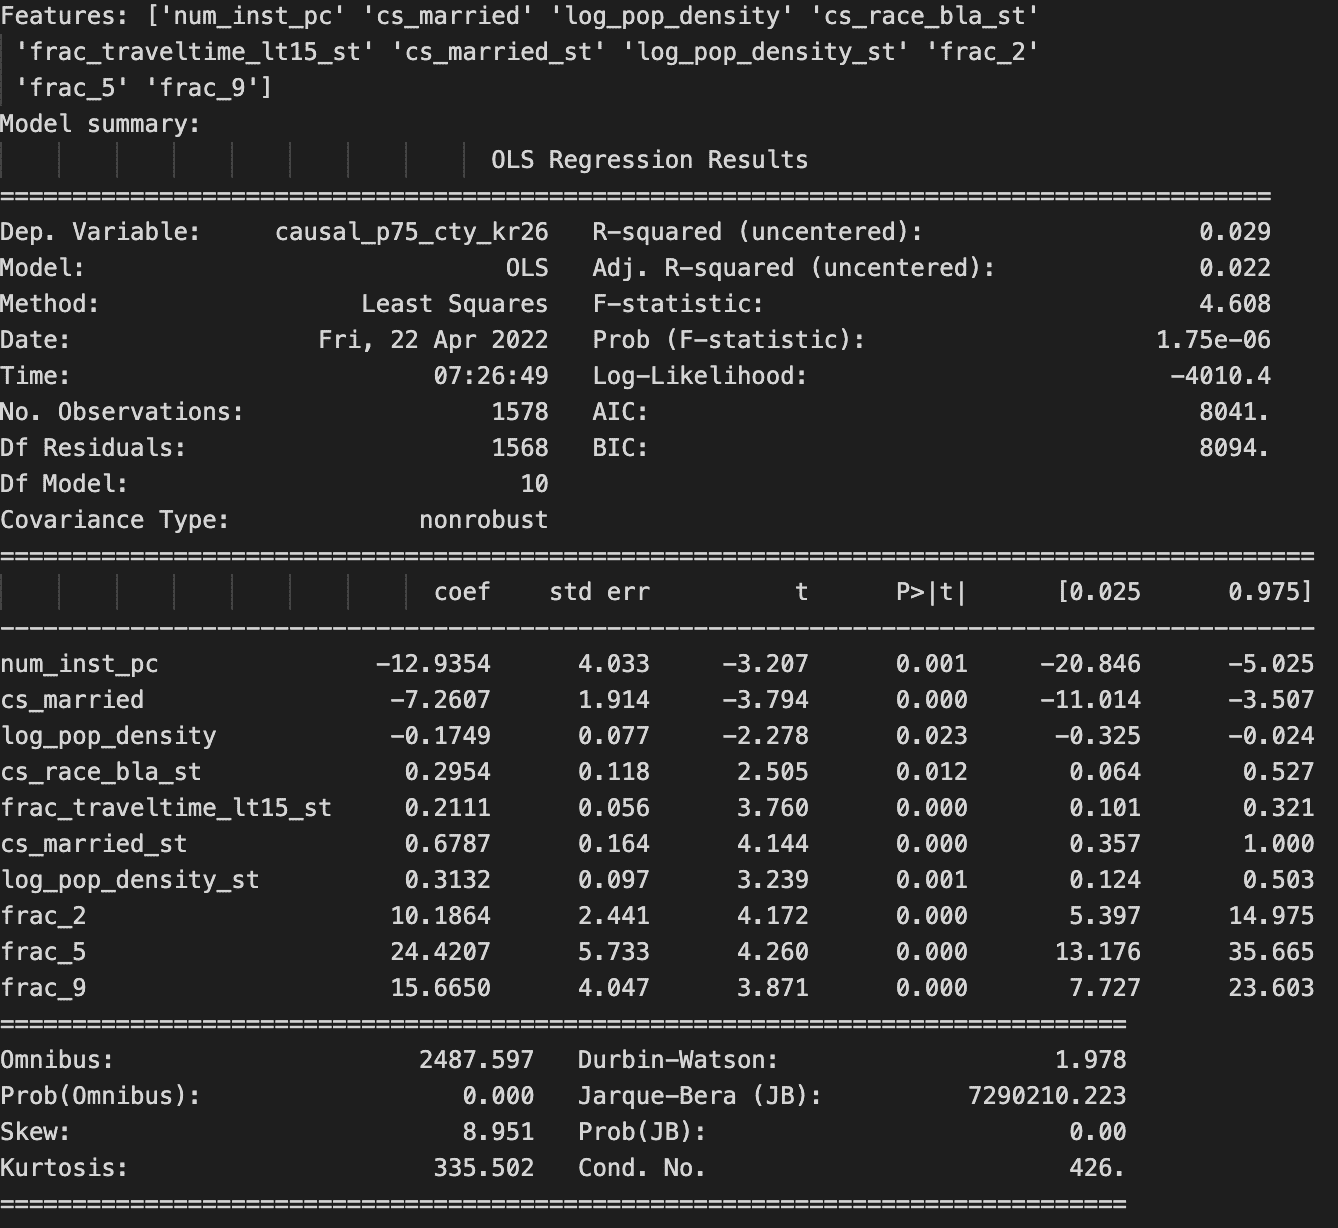 Features: ['num_inst_pc' 'cs_married' 'log_pop_density' 'cs_race_bla_st'
 'frac_traveltime_lt15_st' 'cs_married_st' 'log_pop_density_st' 'frac_2'
 'frac_5' 'frac_9']
Model summary:
                                  OLS Regression Results
========================================================================================
Dep. Variable:     causal_p75_cty_kr26   R-squared (uncentered):                   0.029
Model:                             OLS   Adj. R-squared (uncentered):              0.022
Method:                  Least Squares   F-statistic:                              4.608
Date:                 Fri, 22 Apr 2022   Prob (F-statistic):                    1.75e-06
Time:                         07:26:49   Log-Likelihood:                         -4010.4
No. Observations:                 1578   AIC:                                      8041.
Df Residuals:                     1568   BIC:                                      8094.
Df Model:                           10
Covariance Type:             nonrobust
===========================================================================================
                              coef    std err          t      P>|t|      [0.025      0.975]
-------------------------------------------------------------------------------------------
num_inst_pc               -12.9354      4.033     -3.207      0.001     -20.846      -5.025
cs_married                 -7.2607      1.914     -3.794      0.000     -11.014      -3.507
log_pop_density            -0.1749      0.077     -2.278      0.023      -0.325      -0.024
cs_race_bla_st              0.2954      0.118      2.505      0.012       0.064       0.527
frac_traveltime_lt15_st     0.2111      0.056      3.760      0.000       0.101       0.321
cs_married_st               0.6787      0.164      4.144      0.000       0.357       1.000
log_pop_density_st          0.3132      0.097      3.239      0.001       0.124       0.503
frac_2                     10.1864      2.441      4.172      0.000       5.397      14.975
frac_5                     24.4207      5.733      4.260      0.000      13.176      35.665
frac_9                     15.6650      4.047      3.871      0.000       7.727      23.603
==============================================================================
Omnibus:                     2487.597   Durbin-Watson:                   1.978
Prob(Omnibus):                  0.000   Jarque-Bera (JB):          7290210.223
Skew:                           8.951   Prob(JB):                         0.00
Kurtosis:                     335.502   Cond. No.                         426.
==============================================================================